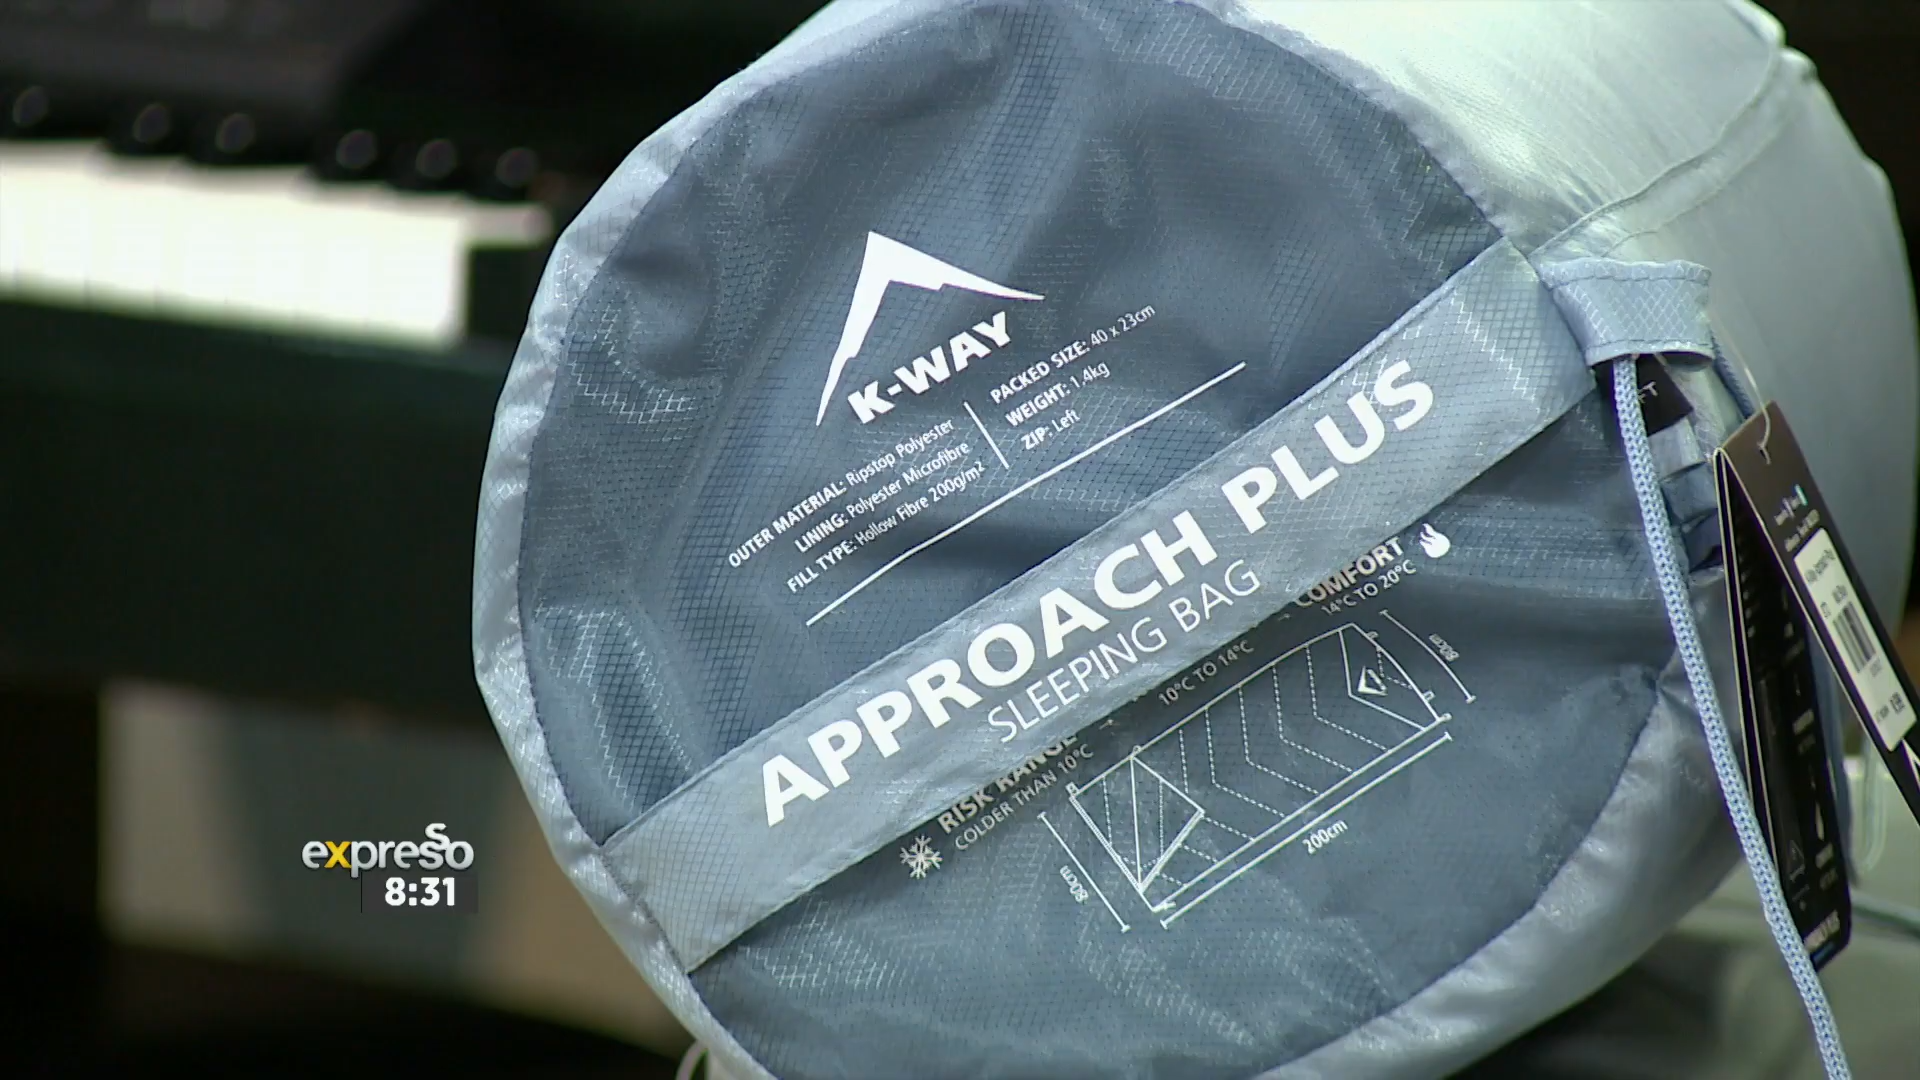 K-WAY
OUTER MATERIAL: Ripstop Polyester
LINING: Polyester Microfibre
FILL TYPE: Hollow Fibre 200g/m²
PACKED SIZE: 40 x 23cm
WEIGHT: 1.4kg
ZIP: Left
APPROACH PLUS
SLEEPING BAG
COMFORT
14°C TO 20°C
10°C TO 14°C
RISK RANGE
COLDER THAN 10°C
80cm
200cm
80cm
expresso
8:31